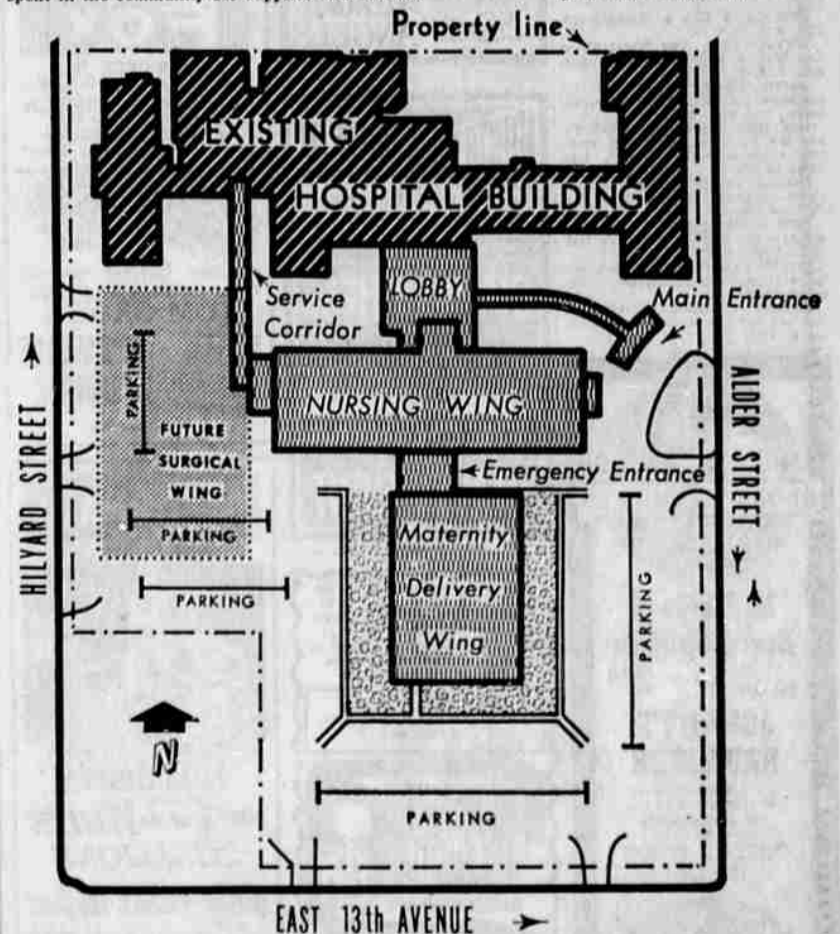 Property line
EXISTING
HOSPITAL BUILDING
LOBBY
Service
Corridor
Main Entrance
PARKING
NURSING WING
FUTURE
SURGICAL
WING
Emergency Entrance
PARKING
Maternity
Delivery
Wing
PARKING
PARKING
HILYARD STREET
ALDER STREET
N
PARKING
EAST 13th AVENUE